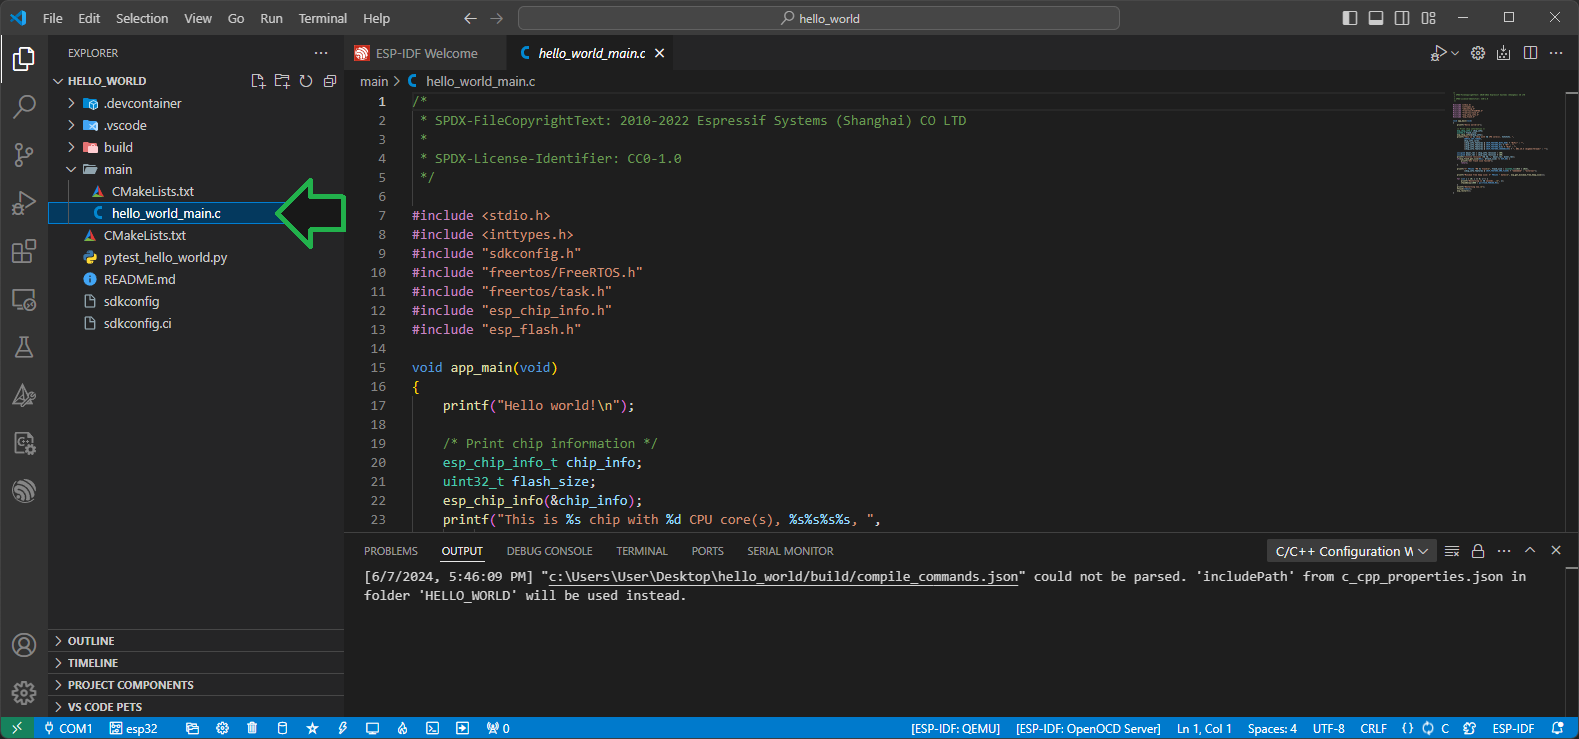 File Edit Selection View Go Run Terminal Help
hello_world
EXPLORER
HELLO_WORLD
.devcontainer
.vscode
build
main
CMakeLists.txt
hello_world_main.c
CMakeLists.txt
pytest_hello_world.py
README.md
sdkconfig
sdkconfig.ci
OUTLINE
TIMELINE
PROJECT COMPONENTS
VS CODE PETS
ESP-IDF Welcome
hello_world_main.c
main > hello_world_main.c
1 /*
2 * SPDX-FileCopyrightText: 2010-2022 Espressif Systems (Shanghai) CO LTD
3 *
4 * SPDX-License-Identifier: CC0-1.0
5 */
6
7 #include <stdio.h>
8 #include <inttypes.h>
9 #include "sdkconfig.h"
10 #include "freertos/FreeRTOS.h"
11 #include "freertos/task.h"
12 #include "esp_chip_info.h"
13 #include "esp_flash.h"
14
15 void app_main(void)
16 {
17 printf("Hello world!\n");
18
19 /* Print chip information */
20 esp_chip_info_t chip_info;
21 uint32_t flash_size;
22 esp_chip_info(&chip_info);
23 printf("This is %s chip with %d CPU core(s), %s%s%s%s, ",
PROBLEMS OUTPUT DEBUG CONSOLE TERMINAL PORTS SERIAL MONITOR
C/C++ Configuration W
[6/7/2024, 5:46:09 PM] "c:\Users\User\Desktop\hello_world/build/compile_commands.json" could not be parsed. 'includePath' from c_cpp_properties.json in
folder 'HELLO_WORLD' will be used instead.
COM1 esp32 0 [ESP-IDF: QEMU] [ESP-IDF: OpenOCD Server] Ln 1, Col 1 Spaces: 4 UTF-8 CRLF {} C ESP-IDF